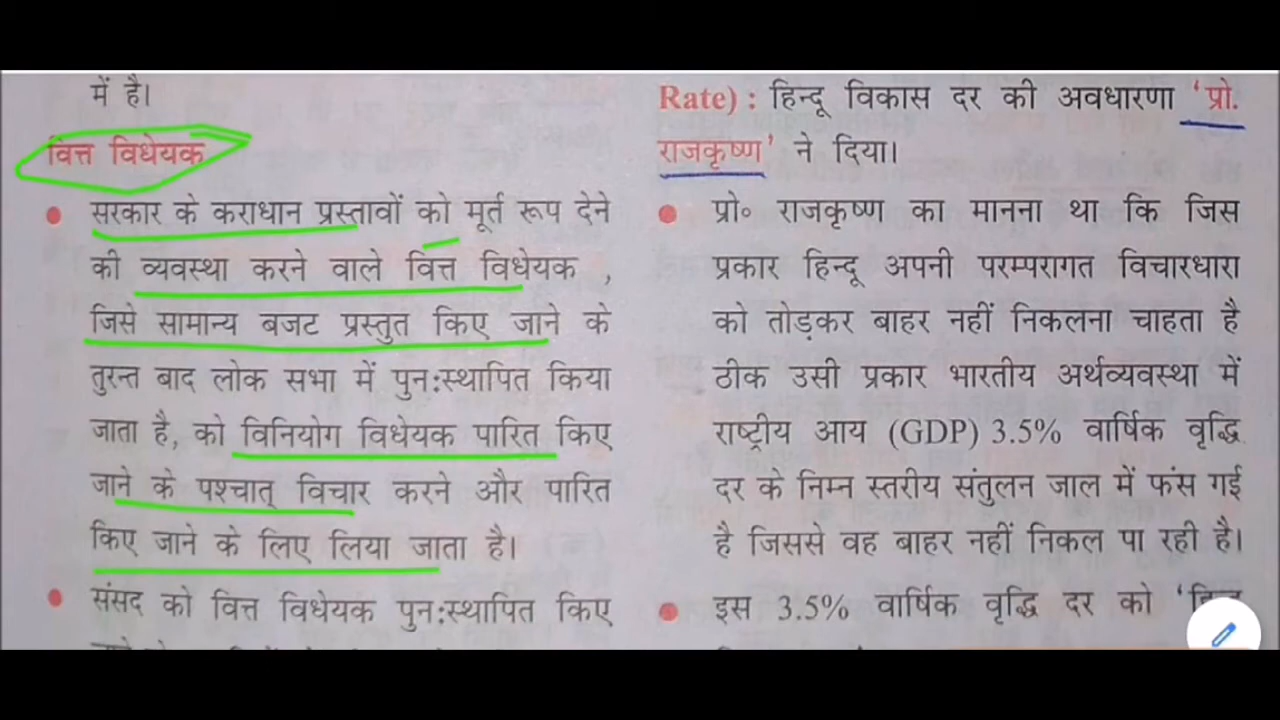 में है।
वित्त विधेयक
• सरकार के कराधान प्रस्तावों को मूर्त रूप देने
की व्यवस्था करने वाले वित्त विधेयक ,
जिसे सामान्य बजट प्रस्तुत किए जाने के
तुरन्त बाद लोक सभा में पुन:स्थापित किया
जाता है, को विनियोग विधेयक पारित किए
जाने के पश्चात् विचार करने और पारित
किए जाने के लिए लिया जाता है।
• संसद को वित्त विधेयक पुन:स्थापित किए
Rate) : हिन्दू विकास दर की अवधारणा 'प्रो.
राजकृष्ण' ने दिया।
• प्रो॰ राजकृष्ण का मानना था कि जिस
प्रकार हिन्दू अपनी परम्परागत विचारधारा
को तोड़कर बाहर नहीं निकलना चाहता है
ठीक उसी प्रकार भारतीय अर्थव्यवस्था में
राष्ट्रीय आय (GDP) 3.5% वार्षिक वृद्धि
दर के निम्न स्तरीय संतुलन जाल में फंस गई
है जिससे वह बाहर नहीं निकल पा रही है।
• इस 3.5% वार्षिक वृद्धि दर को